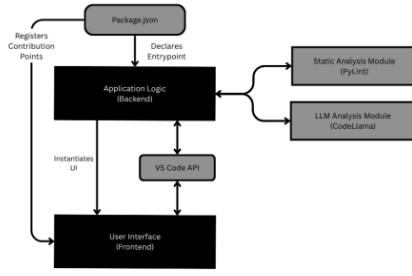 Package.json
Registers
Contribution
Points
Declares
Entrypoint
Static Analysis Module
(PyLint)
Application Logic
(Backend)
LLM Analysis Module
(CodeLlama)
Instantiates
UI
VS Code API
User Interface
(Frontend)